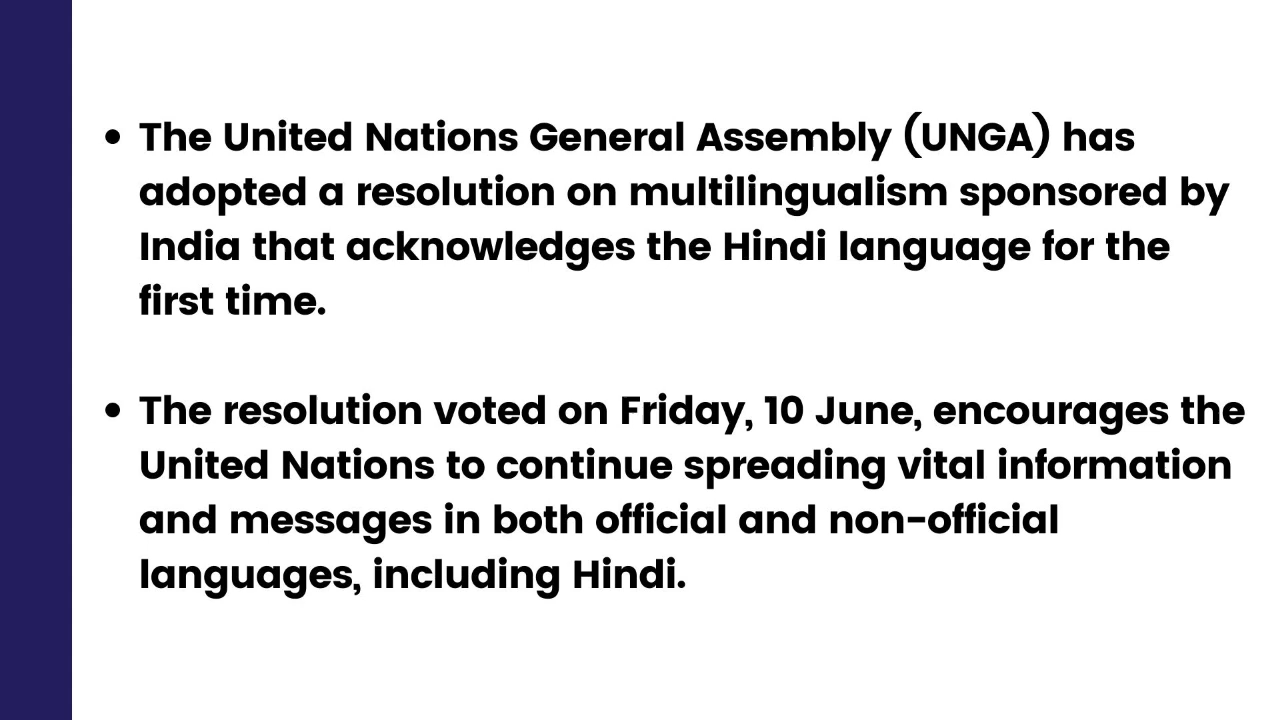 • The United Nations General Assembly (UNGA) has
adopted a resolution on multilingualism sponsored by
India that acknowledges the Hindi language for the
first time.
• The resolution voted on Friday, 10 June, encourages the
United Nations to continue spreading vital information
and messages in both official and non-official
languages, including Hindi.